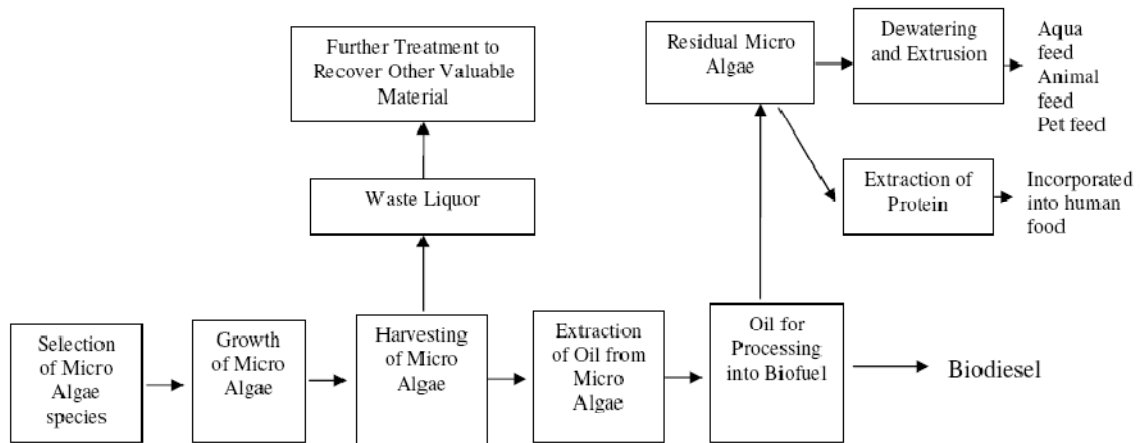 Further Treatment to
Recover Other Valuable
Material
Residual Micro
Algae
Dewatering
and Extrusion
Aqua
feed
Animal
feed
Pet feed
Waste Liquor
Extraction of
Protein
Incorporated
into human
food
Selection
of Micro
Algae
species
Growth
of Micro
Algae
Harvesting
of Micro
Algae
Extraction
of Oil from
Micro
Algae
Oil for
Processing
into Biofuel
Biodiesel